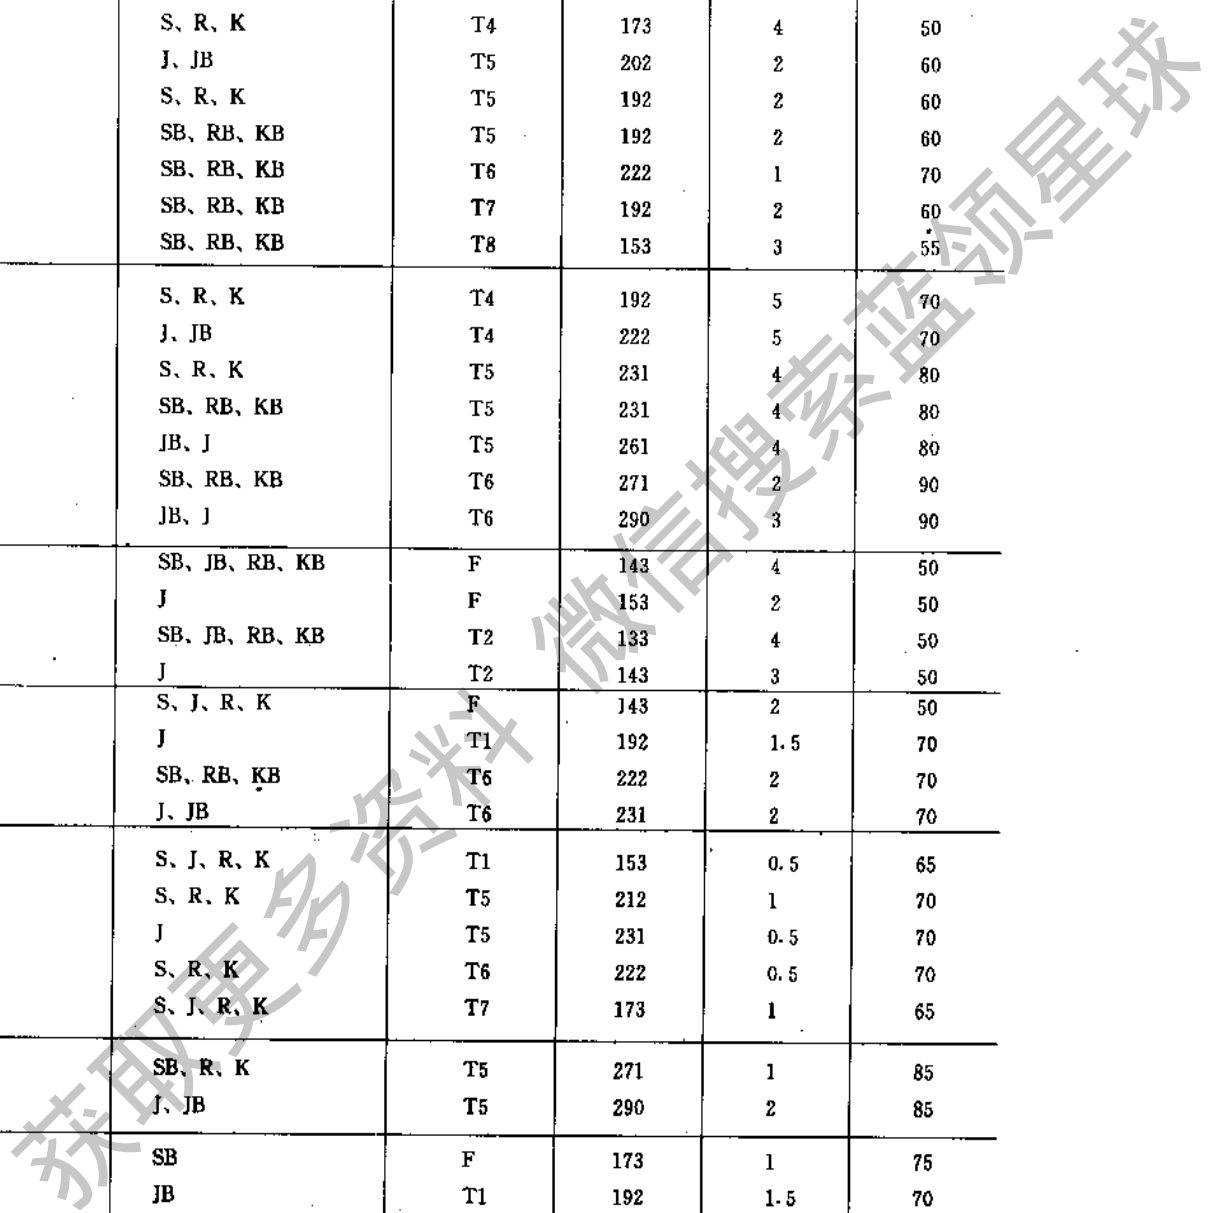 S、R、K T4 173 4 50
J、JB T5 202 2 60
S、R、K T5 192 2 60
SB、RB、KB T5 192 2 60
SB、RB、KB T6 222 1 70
SB、RB、KB T7 192 2 60
SB、RB、KB T8 153 3 55
S、R、K T4 192 5 70
J、JB T4 222 5 70
S、R、K T5 231 4 80
SB、RB、KB T5 231 4 80
JB、J T5 261 4 80
SB、RB、KB T6 271 2 90
JB、J T6 290 3 90
SB、JB、RB、KB F 143 4 50
J F 153 2 50
SB、JB、RB、KB T2 133 4 50
J T2 143 3 50
S、J、R、K F 143 2 50
J T1 192 1.5 70
SB、RB、KB T6 222 2 70
J、JB T6 231 2 70
S、J、R、K T1 153 0.5 65
S、R、K T5 212 1 70
J T5 231 0.5 70
S、R、K T6 222 0.5 70
S、J、R、K T7 173 1 65
SB、R、K T5 271 1 85
J、JB T5 290 2 85
SB F 173 1 75
JB T1 192 1.5 70
获取更多资料 微信搜索蓝领星球